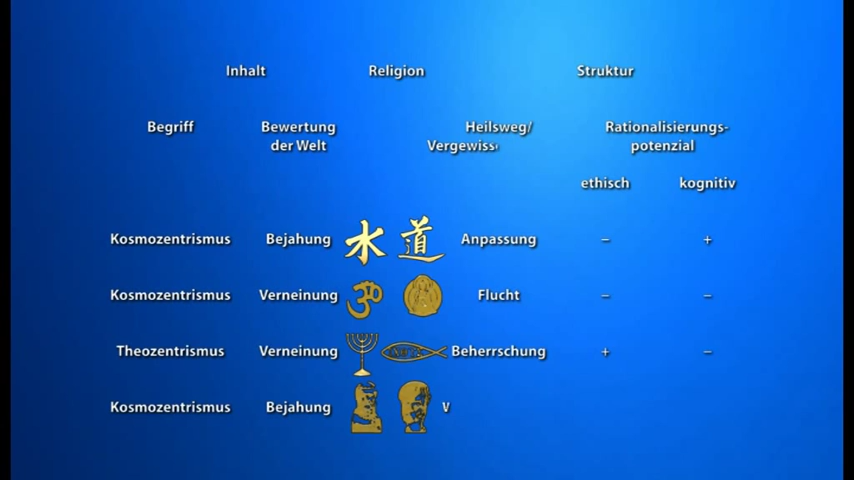 Inhalt Religion Struktur
Begriff Bewertung der Welt Heilsweg/ Vergewiss Rationalisierungs- potenzial
ethisch kognitiv
Kosmozentrismus Bejahung 水 道 Anpassung – +
Kosmozentrismus Verneinung ॐ Flucht – –
Theozentrismus Verneinung Beherrschung + –
Kosmozentrismus Bejahung V